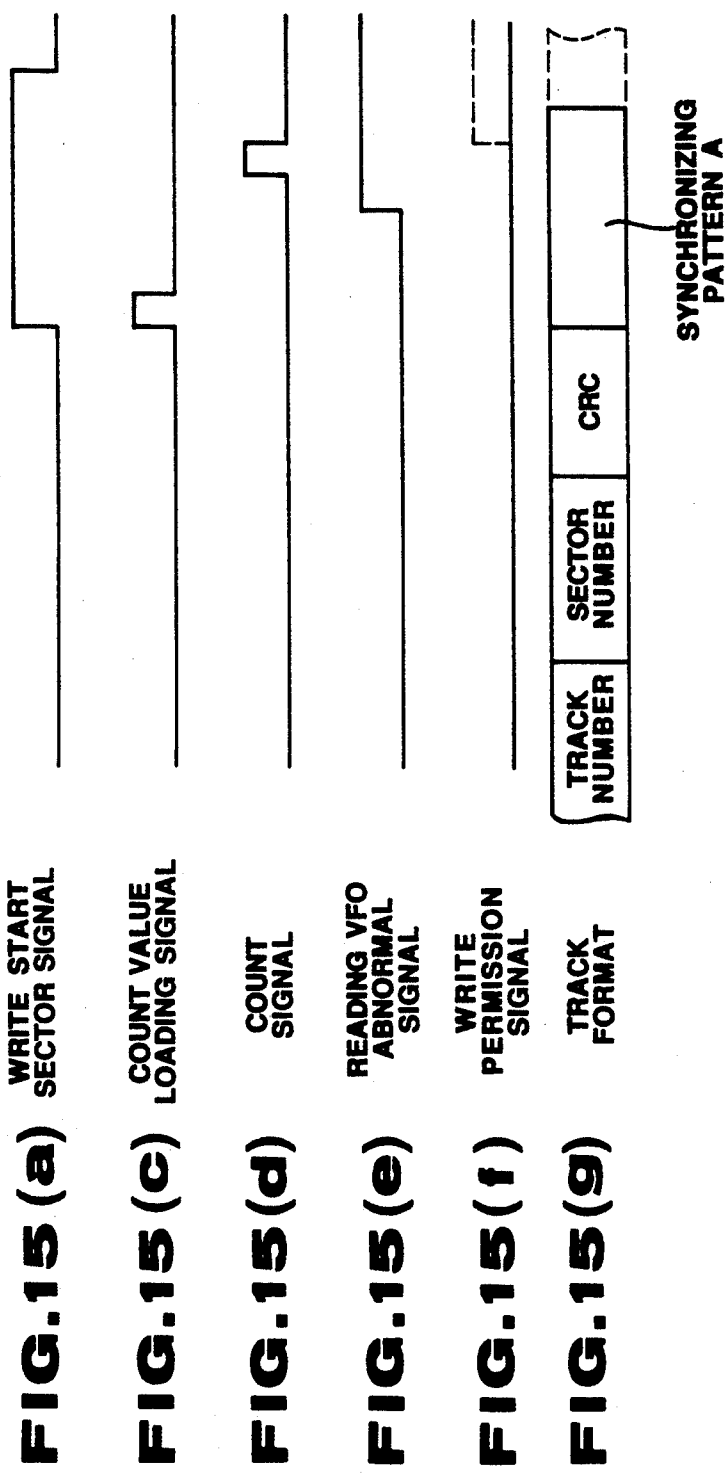 FIG.15 (a)
WRITE START
SECTOR SIGNAL
FIG.15 (c)
COUNT VALUE
LOADING SIGNAL
FIG.15(d)
COUNT
SIGNAL
FIG.15(e)
READING VFO
ABNORMAL
SIGNAL
FIG.15(f)
WRITE
PERMISSION
SIGNAL
FIG.15(g)
TRACK
FORMAT
TRACK
NUMBER
SECTOR
NUMBER
CRC
SYNCHRONIZING
PATTERN A